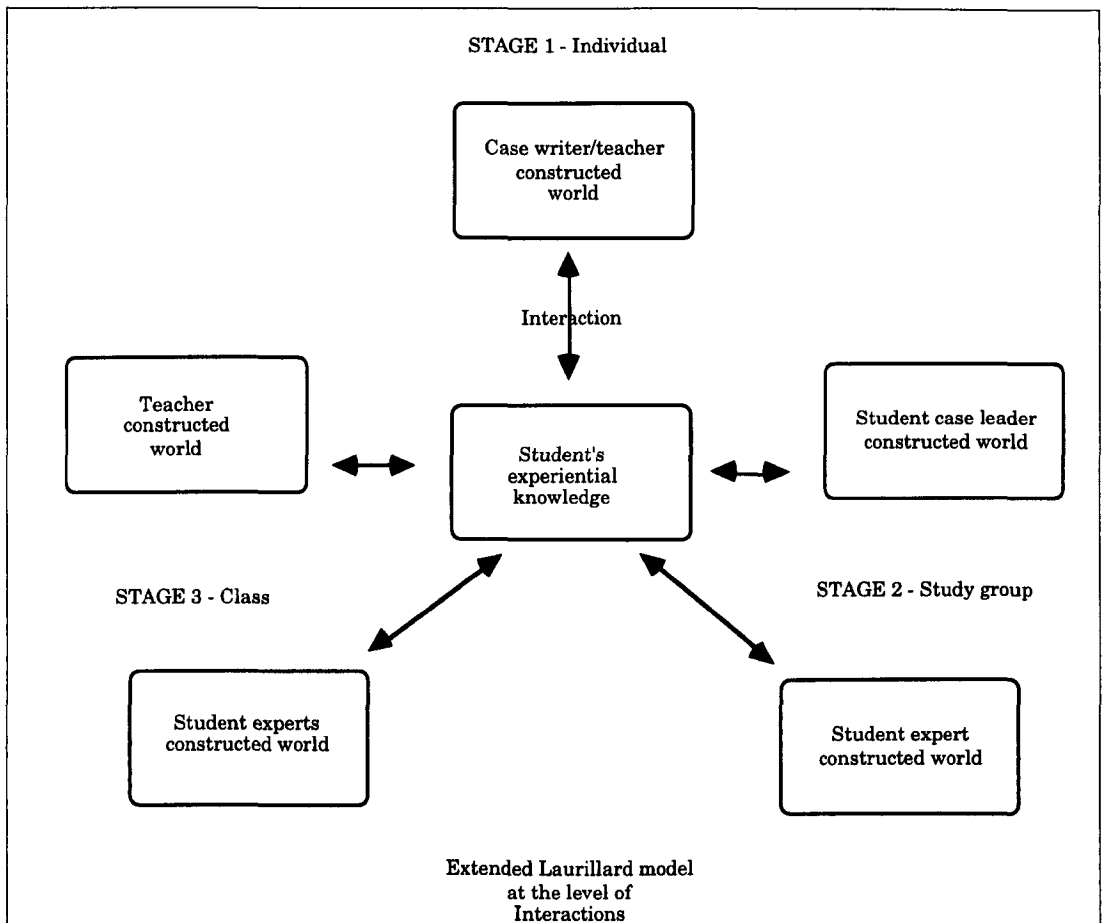 STAGE 1 - Individual
Case writer/teacher
constructed
world
Interaction
Teacher
constructed
world
Student's
experiential
knowledge
Student case leader
constructed world
STAGE 3 - Class
STAGE 2 - Study group
Student experts
constructed world
Student expert
constructed world
Extended Laurillard model
at the level of
Interactions